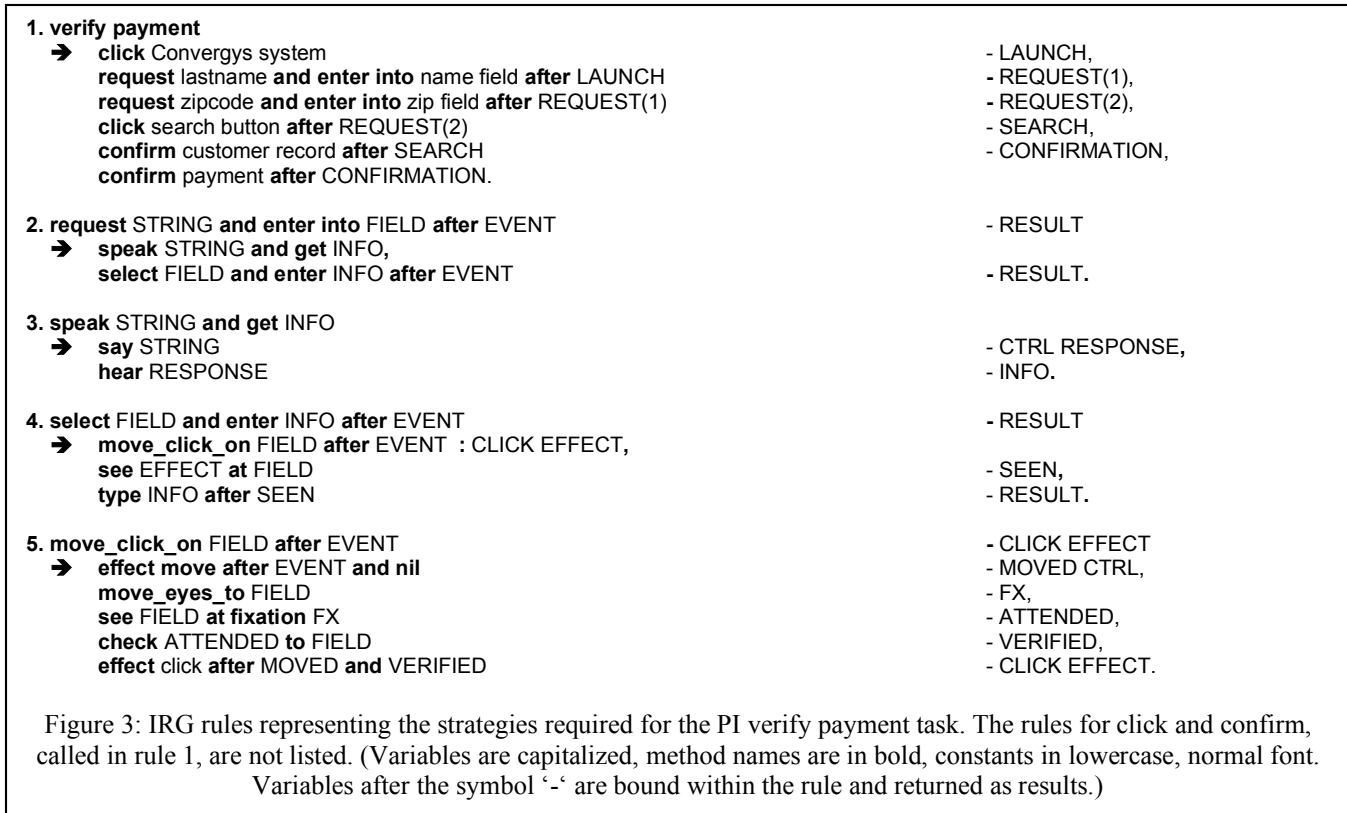 1. verify payment
➔ click Convergys system - LAUNCH,
request lastname and enter into name field after LAUNCH - REQUEST(1),
request zipcode and enter into zip field after REQUEST(1) - REQUEST(2),
click search button after REQUEST(2) - SEARCH,
confirm customer record after SEARCH - CONFIRMATION,
confirm payment after CONFIRMATION.
2. request STRING and enter into FIELD after EVENT - RESULT
➔ speak STRING and get INFO,
select FIELD and enter INFO after EVENT - RESULT.
3. speak STRING and get INFO
➔ say STRING - CTRL RESPONSE,
hear RESPONSE - INFO.
4. select FIELD and enter INFO after EVENT - RESULT
➔ move_click_on FIELD after EVENT : CLICK EFFECT,
see EFFECT at FIELD - SEEN,
type INFO after SEEN - RESULT.
5. move_click_on FIELD after EVENT - CLICK EFFECT
➔ effect move after EVENT and nil - MOVED CTRL,
move_eyes_to FIELD - FX,
see FIELD at fixation FX - ATTENDED,
check ATTENDED to FIELD - VERIFIED,
effect click after MOVED and VERIFIED - CLICK EFFECT.
Figure 3: IRG rules representing the strategies required for the PI verify payment task. The rules for click and confirm,
called in rule 1, are not listed. (Variables are capitalized, method names are in bold, constants in lowercase, normal font.
Variables after the symbol ‘-‘ are bound within the rule and returned as results.)